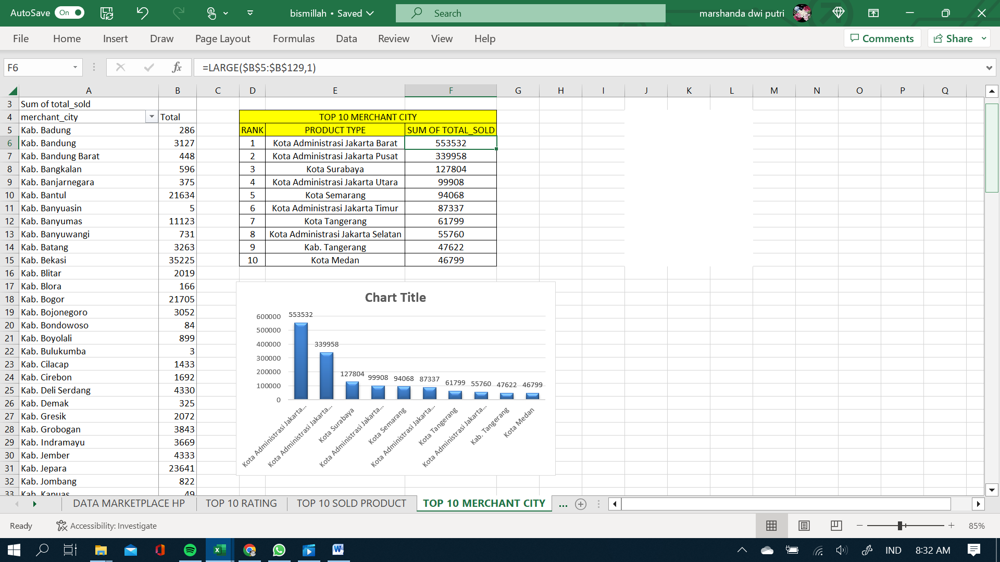 AutoSave On bismillah • Saved Search marshanda dwi putri
File Home Insert Draw Page Layout Formulas Data Review View Help Comments Share
F6 fx =LARGE($B$5:$B$129,1)
A B C D E F G H I J K L M N O P Q
3 Sum of total_sold
4 merchant_city Total TOP 10 MERCHANT CITY
5 Kab. Badung 286 RANK PRODUCT TYPE SUM OF TOTAL_SOLD
6 Kab. Bandung 3127 1 Kota Administrasi Jakarta Barat 553532
7 Kab. Bandung Barat 448 2 Kota Administrasi Jakarta Pusat 339958
8 Kab. Bangkalan 596 3 Kota Surabaya 127804
9 Kab. Banjarnegara 375 4 Kota Administrasi Jakarta Utara 99908
10 Kab. Bantul 21634 5 Kota Semarang 94068
11 Kab. Banyuasin 5 6 Kota Administrasi Jakarta Timur 87337
12 Kab. Banyumas 11123 7 Kota Tangerang 61799
13 Kab. Banyuwangi 731 8 Kota Administrasi Jakarta Selatan 55760
14 Kab. Batang 3263 9 Kab. Tangerang 47622
15 Kab. Bekasi 35225 10 Kota Medan 46799
16 Kab. Blitar 2019
17 Kab. Blora 166
18 Kab. Bogor 21705
19 Kab. Bojonegoro 3052
20 Kab. Bondowoso 84
21 Kab. Boyolali 899
22 Kab. Bulukumba 3
23 Kab. Cilacap 1433
24 Kab. Cirebon 1692
25 Kab. Deli Serdang 4330
26 Kab. Demak 325
27 Kab. Gresik 2072
28 Kab. Grobogan 3843
29 Kab. Indramayu 3669
30 Kab. Jember 4333
31 Kab. Jepara 23641
32 Kab. Jombang 822
33 Kab. Kapuas 49
Chart Title
600000
500000
400000
300000
200000
100000
0
553532 339958 127804 99908 94068 87337 61799 55760 47622 46799
Kota Administrasi Jakarta...
Kota Administrasi Jakarta...
Kota Surabaya
Kota Administrasi Jakarta...
Kota Semarang
Kota Administrasi Jakarta...
Kota Tangerang
Kota Administrasi Jakarta...
Kab. Tangerang
Kota Medan
DATA MARKETPLACE HP TOP 10 RATING TOP 10 SOLD PRODUCT TOP 10 MERCHANT CITY ...
Ready Accessibility: Investigate 85%
IND 8:32 AM